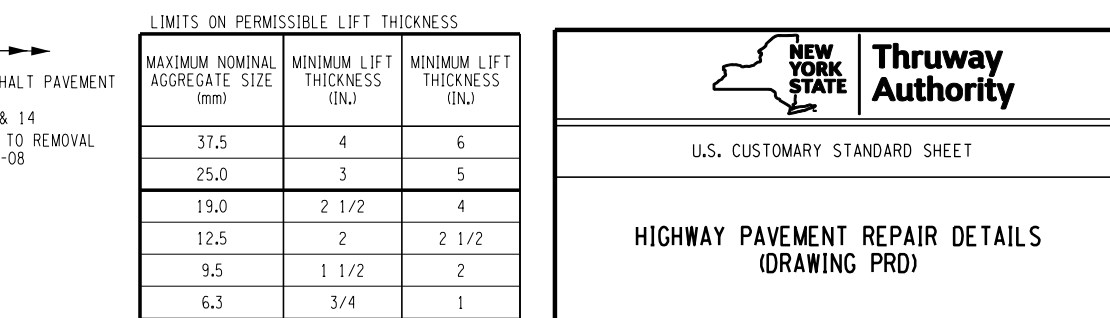 HALT PAVEMENT
& 14
TO REMOVAL
-08
LIMITS ON PERMISSIBLE LIFT THICKNESS
MAXIMUM NOMINAL AGGREGATE SIZE (mm) MINIMUM LIFT THICKNESS (IN.) MINIMUM LIFT THICKNESS (IN.)
37.5 4 6
25.0 3 5
19.0 2 1/2 4
12.5 2 2 1/2
9.5 1 1/2 2
6.3 3/4 1
NEW
YORK
STATE
Thruway
Authority
U.S. CUSTOMARY STANDARD SHEET
HIGHWAY PAVEMENT REPAIR DETAILS
(DRAWING PRD)